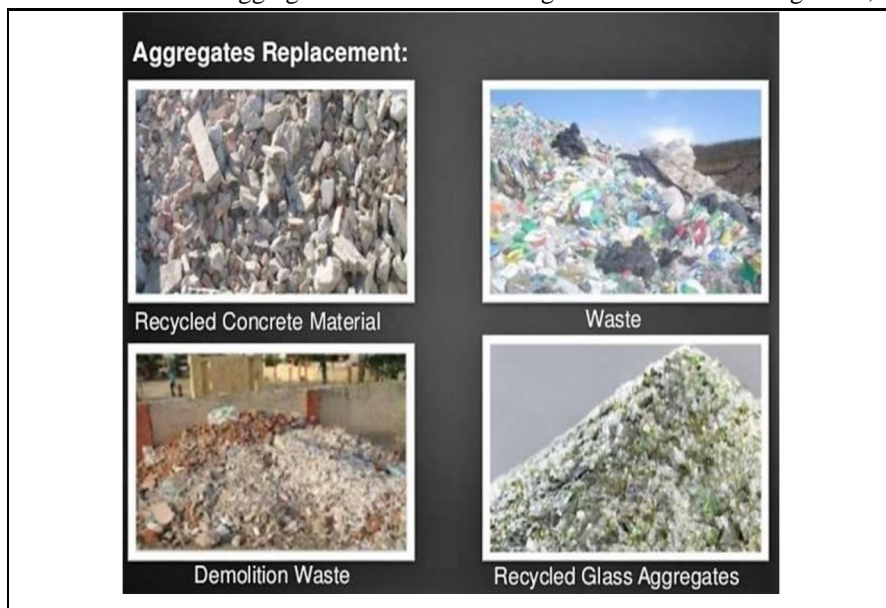 Aggregates Replacement:
Recycled Concrete Material
Waste
Demolition Waste
Recycled Glass Aggregates